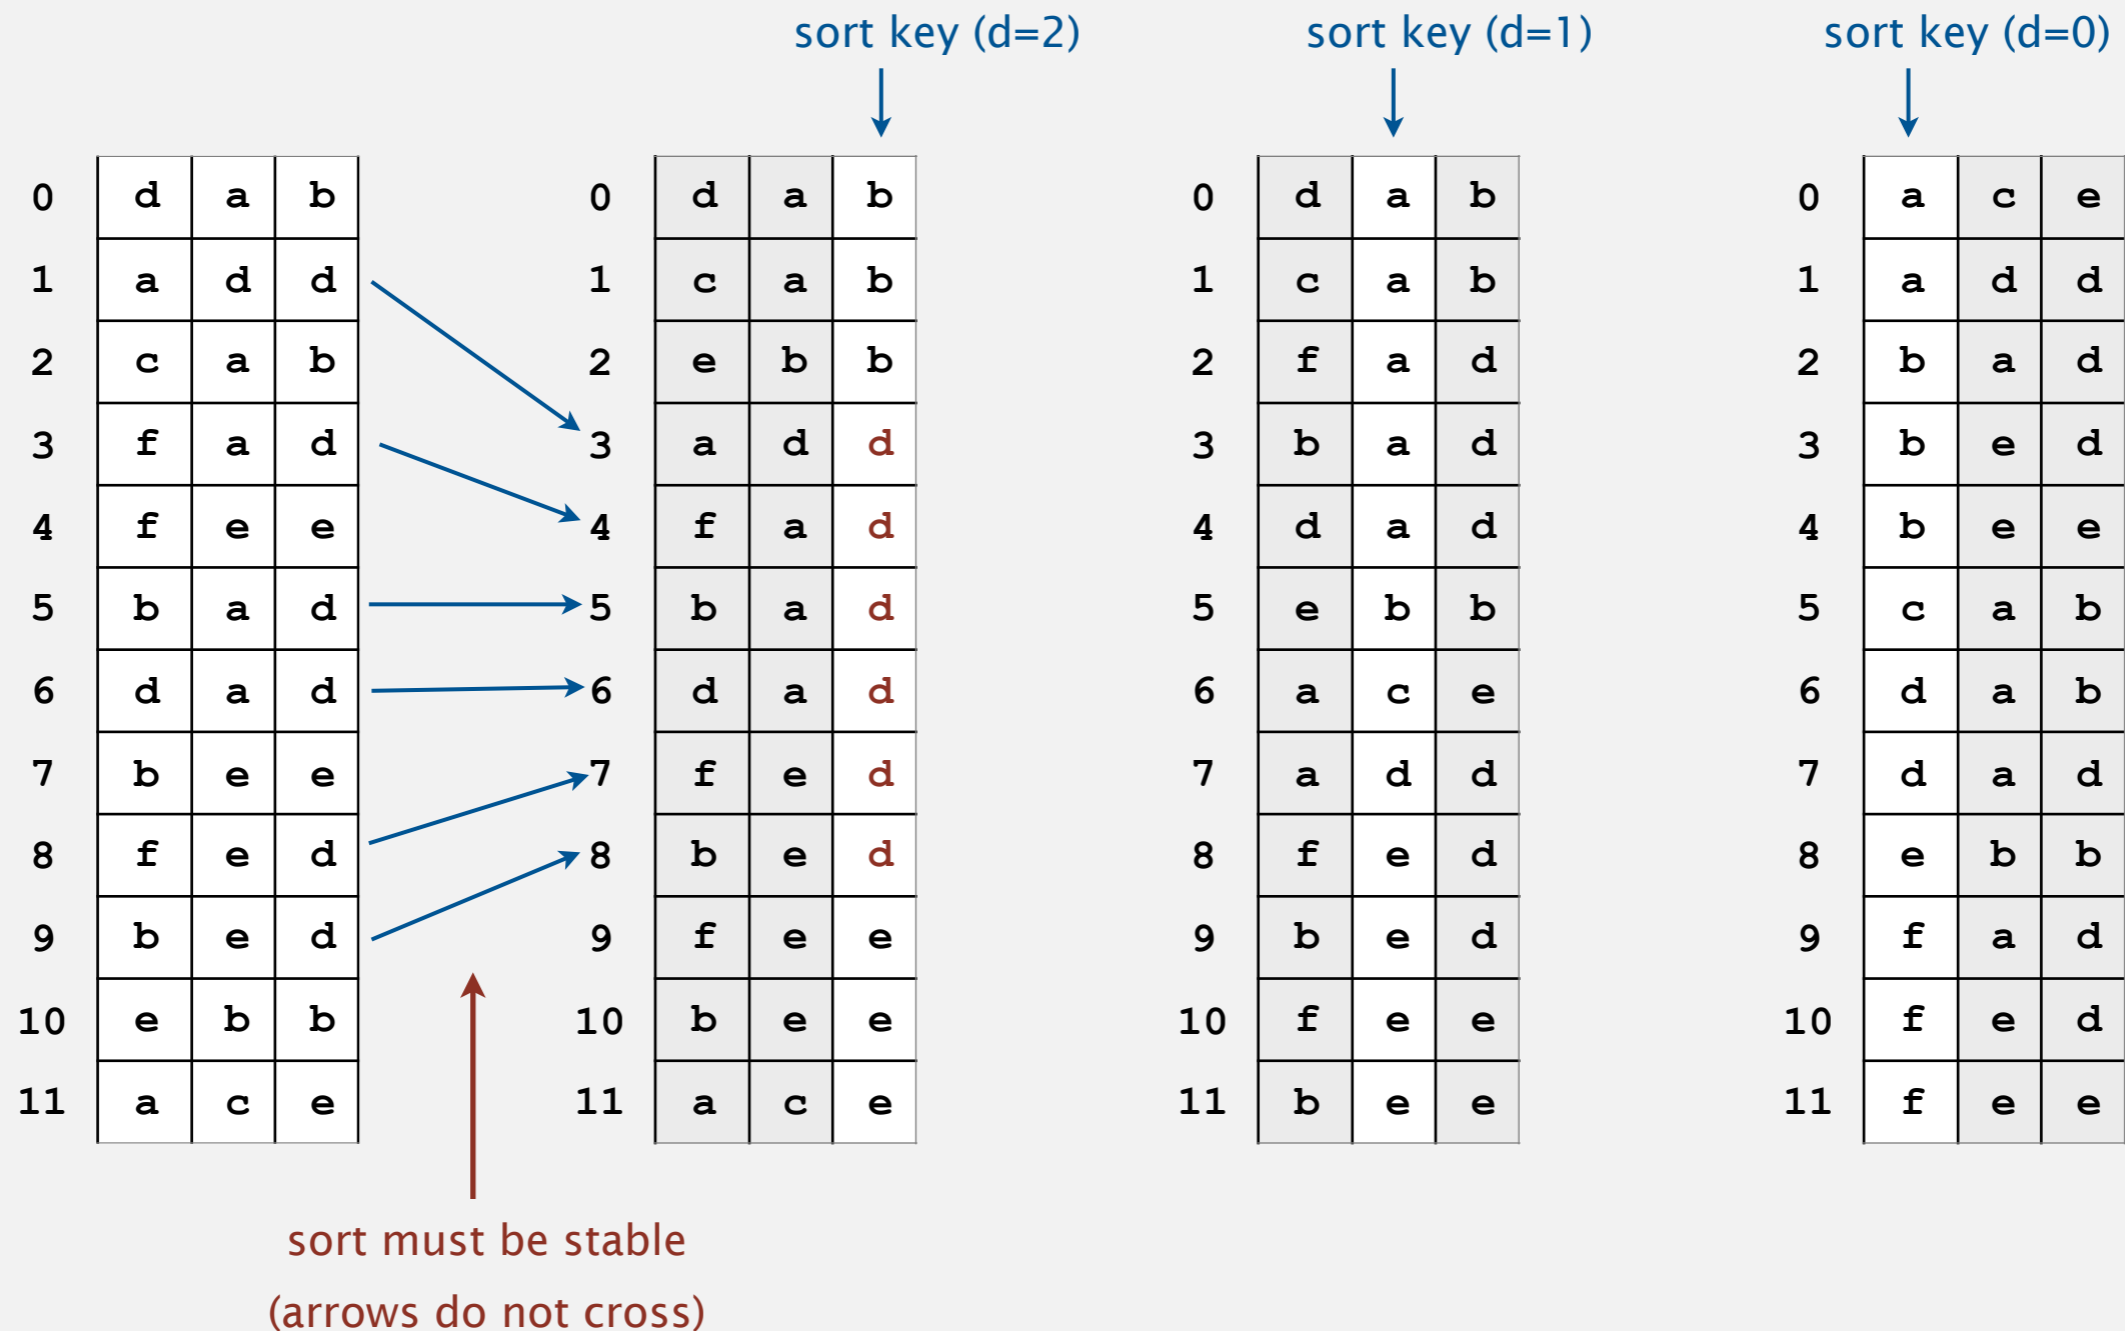 sort key (d=2) sort key (d=1) sort key (d=0)
0 d a b 0 d a b 0 d a b 0 a c e
1 a d d 1 c a b 1 c a b 1 a d d
2 c a b 2 e b b 2 f a d 2 b a d
3 f a d 3 a d d 3 b a d 3 b e d
4 f e e 4 f a d 4 d a d 4 b e e
5 b a d 5 b a d 5 e b b 5 c a b
6 d a d 6 d a d 6 a c e 6 d a b
7 b e e 7 f e d 7 a d d 7 d a d
8 f e d 8 b e d 8 f e d 8 e b b
9 b e d 9 f e e 9 b e d 9 f a d
10 e b b 10 b e e 10 f e e 10 f e d
11 a c e 11 a c e 11 b e e 11 f e e
sort must be stable
(arrows do not cross)